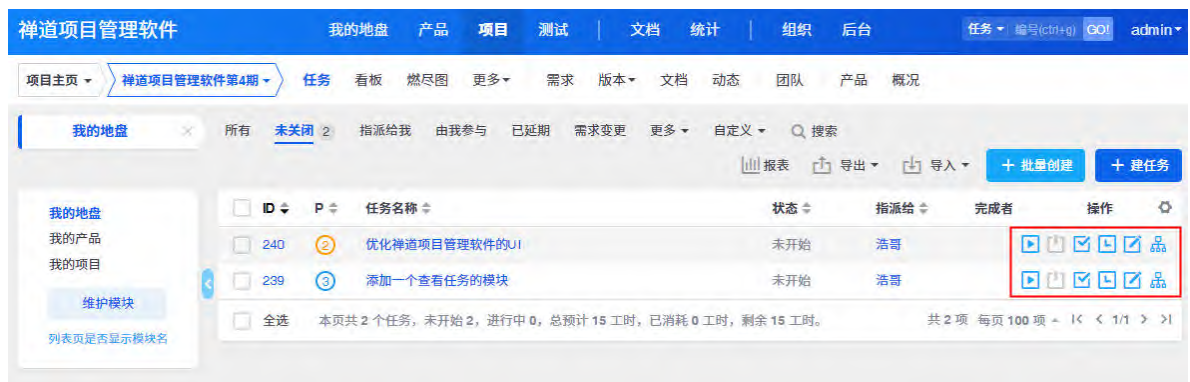 禅道项目管理软件 我的地盘 产品 项目 测试 文档 统计 组织 后台 任务 编号(ctrl+g) GO! admin
项目主页 禅道项目管理软件第4期 任务 看板 燃尽图 更多 需求 版本 文档 动态 团队 产品 概况
我的地盘 × 所有 未关闭 2 指派给我 由我参与 已延期 需求变更 更多 自定义 搜索
报表 导出 导入 + 批量创建 + 建任务
我的地盘
我的产品
我的项目
维护模块
列表页是否显示模块名
ID P 任务名称 状态 指派给 完成者 操作
240 2 优化禅道项目管理软件的UI 未开始 浩哥
239 3 添加一个查看任务的模块 未开始 浩哥
全选 本页共 2 个任务，未开始 2，进行中 0，总预计 15 工时，已消耗 0 工时，剩余 15 工时。 共 2 项 每页 100 项 1/1